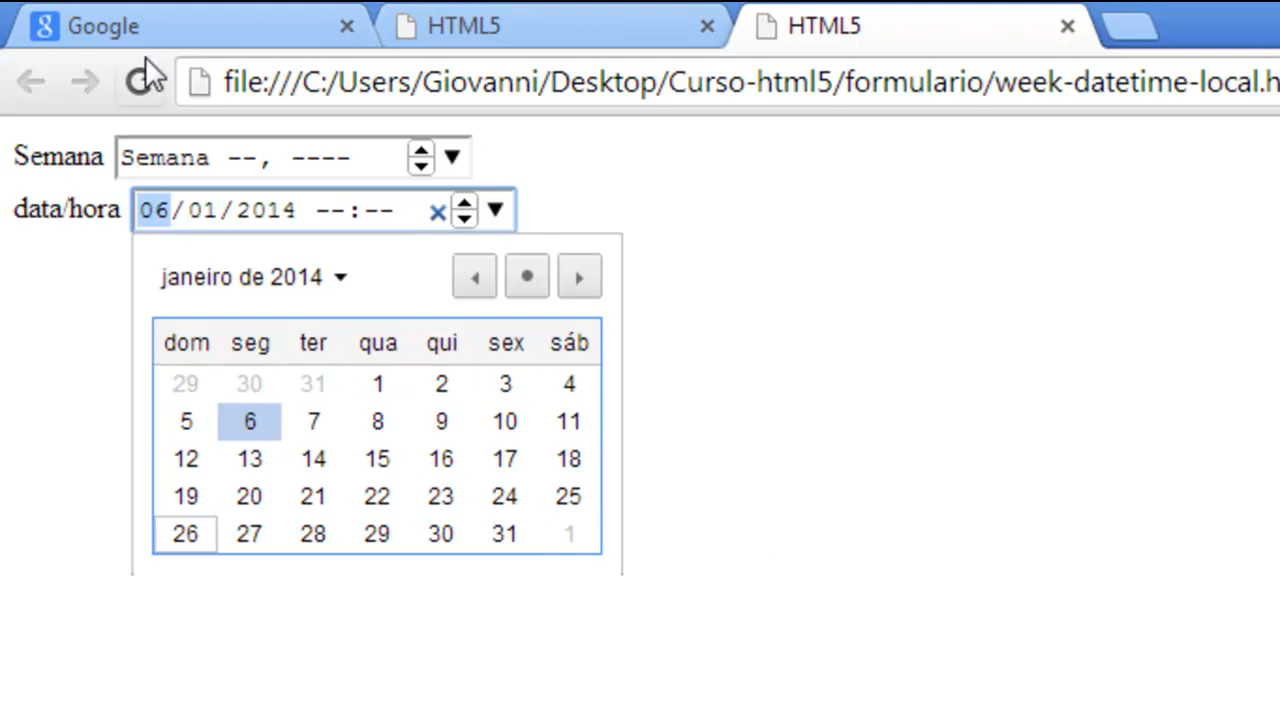 Google HTML5 HTML5
file:///C:/Users/Giovanni/Desktop/Curso-html5/formulario/week-datetime-local.h
Semana Semana --, ----
data/hora 06/01/2014 --:--
janeiro de 2014
dom seg ter qua qui sex sáb
29 30 31 1 2 3 4
5 6 7 8 9 10 11
12 13 14 15 16 17 18
19 20 21 22 23 24 25
26 27 28 29 30 31 1